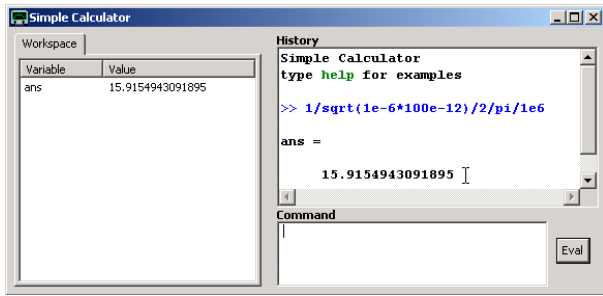 Simple Calculator
Workspace
Variable Value
ans 15.9154943091895
History
Simple Calculator
type help for examples
>> 1/sqrt(1e-6*100e-12)/2/pi/1e6
ans =
15.9154943091895
Command
Eval